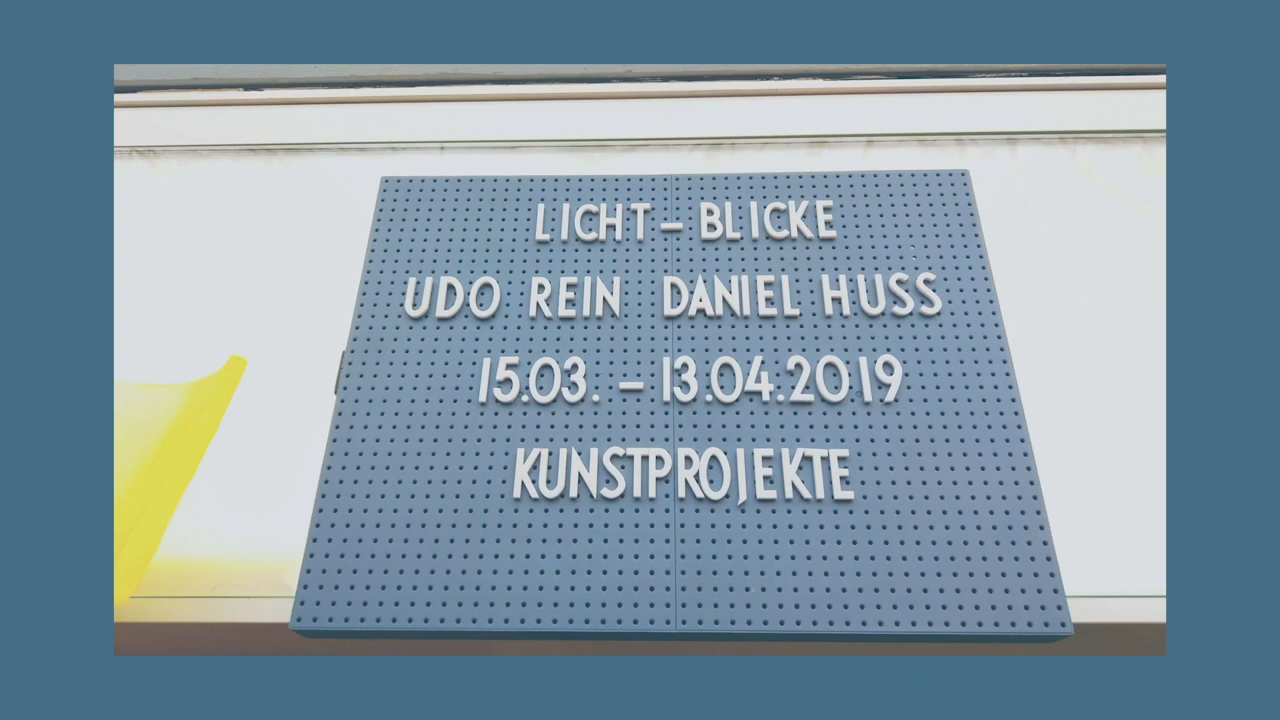 LICHT – BLICKE
UDO REIN DANIEL HUSS
15.03. – 13.04.2019
KUNSTPROJEKTE